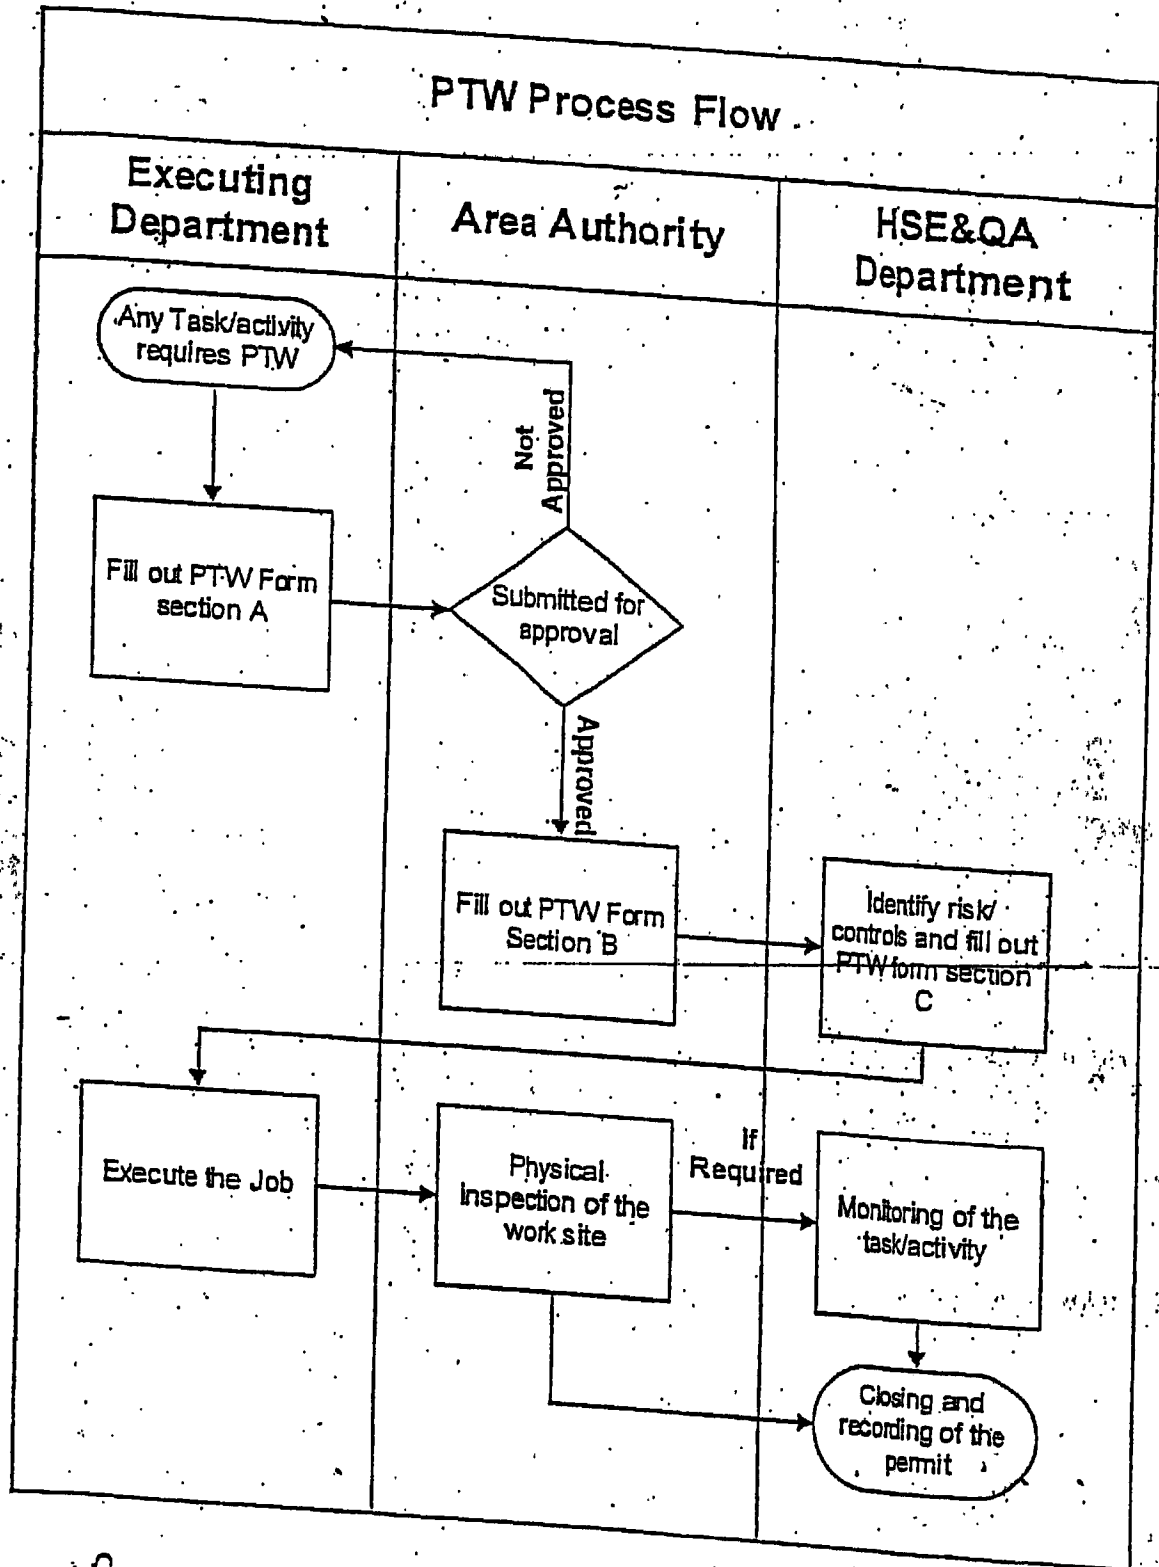 PTW Process Flow
Executing
Department
Area Authority
HSE&QA
Department
Any Task/activity
requires PTW
Not
Approved
Fill out PTW Form
section A
Submitted for
approval
Approved
Fill out PTW Form
Section B
Identify risk/
controls and fill out
PTW form section
C
Execute the Job
Physical
inspection of the
work site
If
Required
Monitoring of the
task/activity
Closing and
recording of the
permit